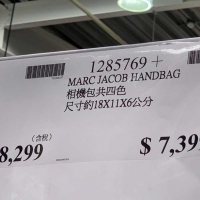 1285769 +
MARC JACOB HANDBAG
相機包共四色
尺寸約18X11X6公分
(含稅)
8,299
$ 7,39